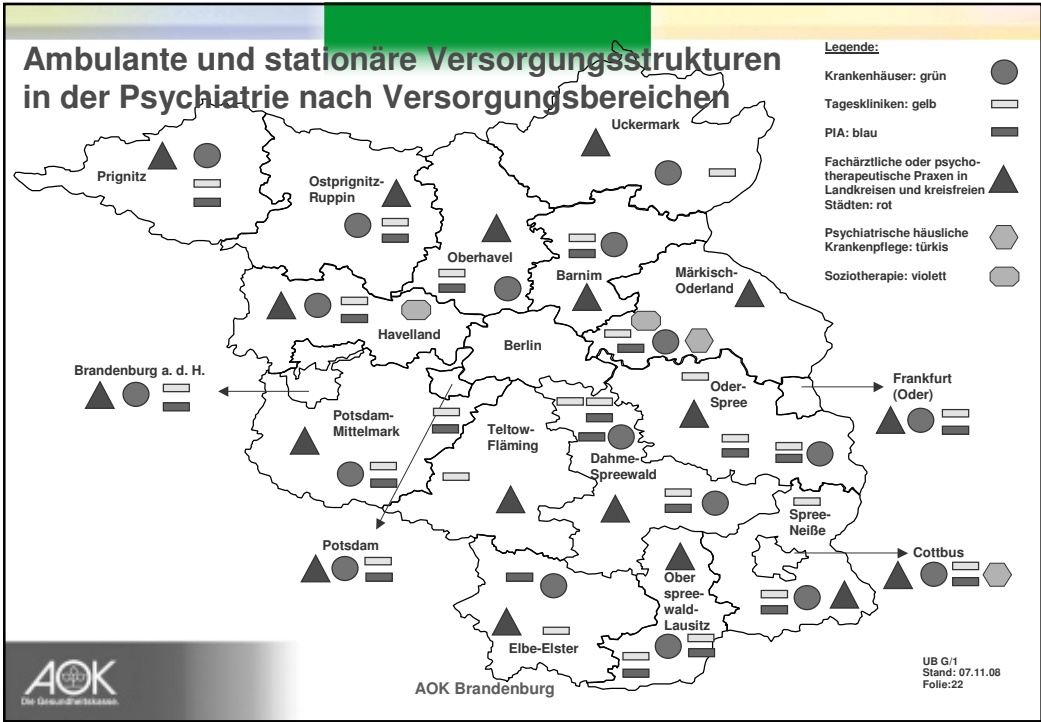 Ambulante und stationäre Versorgungsstrukturen
in der Psychiatrie nach Versorgungsbereichen
Legende:
Krankenhäuser: grün
Tageskliniken: gelb
PIA: blau
Fachärztliche oder psycho-
therapeutische Praxen in
Landkreisen und kreisfreien
Städten: rot
Psychiatrische häusliche
Krankenpflege: türkis
Soziotherapie: violett
Uckermark
Prignitz
Ostprignitz-
Ruppin
Oberhavel
Barnim
Märkisch-
Oderland
Havelland
Berlin
Brandenburg a. d. H.
Frankfurt
(Oder)
Oder-
Spree
Potsdam-
Mittelmark
Teltow-
Fläming
Dahme-
Spreewald
Spree-
Neiße
Potsdam
Cottbus
Ober
spree-
wald-
Lausitz
Elbe-Elster
AOK
Die Gesundheitskasse.
AOK Brandenburg
UB G/1
Stand: 07.11.08
Folie:22